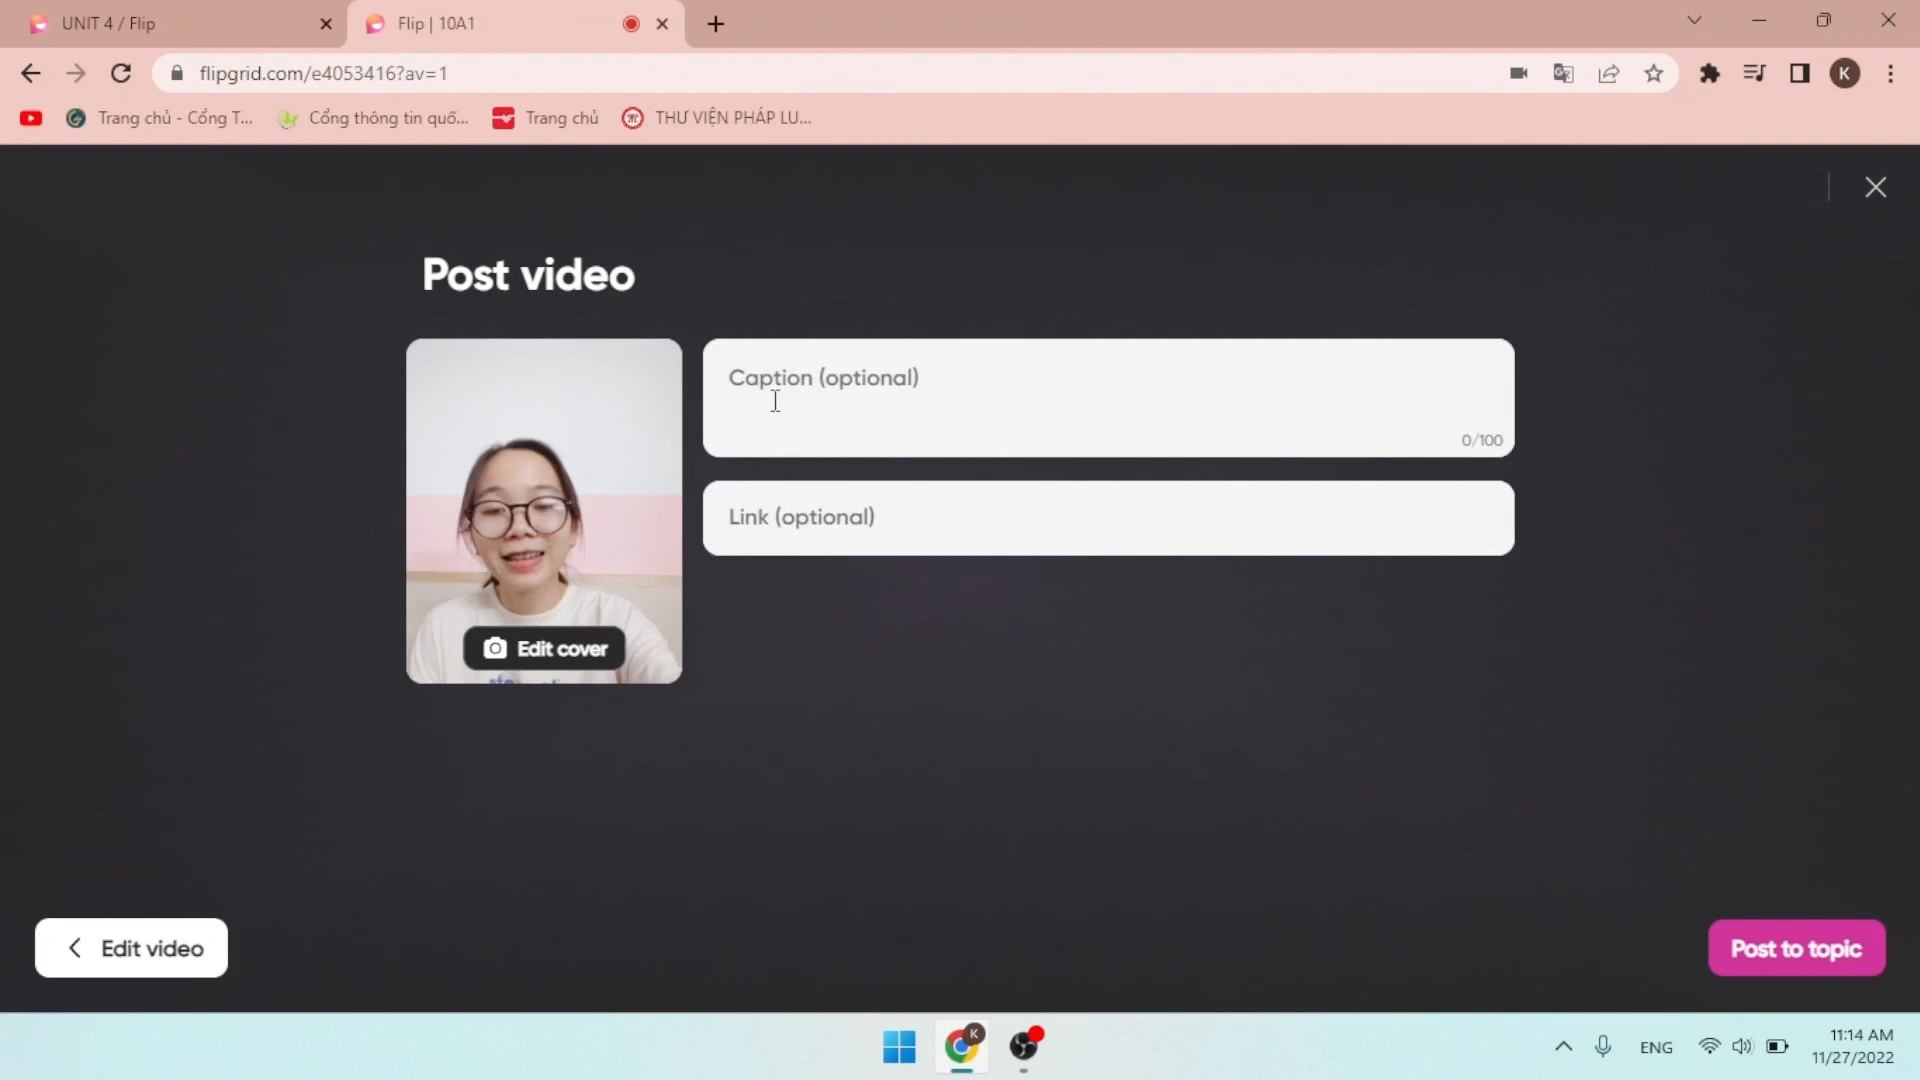 UNIT 4 / Flip
Flip | 10A1
flipgrid.com/e4053416?av=1
K
Trang chủ - Cổng T...
Cổng thông tin quố...
Trang chủ
THƯ VIỆN PHÁP LU...
Post video
Caption (optional)
0/100
Link (optional)
Edit cover
Edit video
Post to topic
K
ENG
11:14 AM
11/27/2022